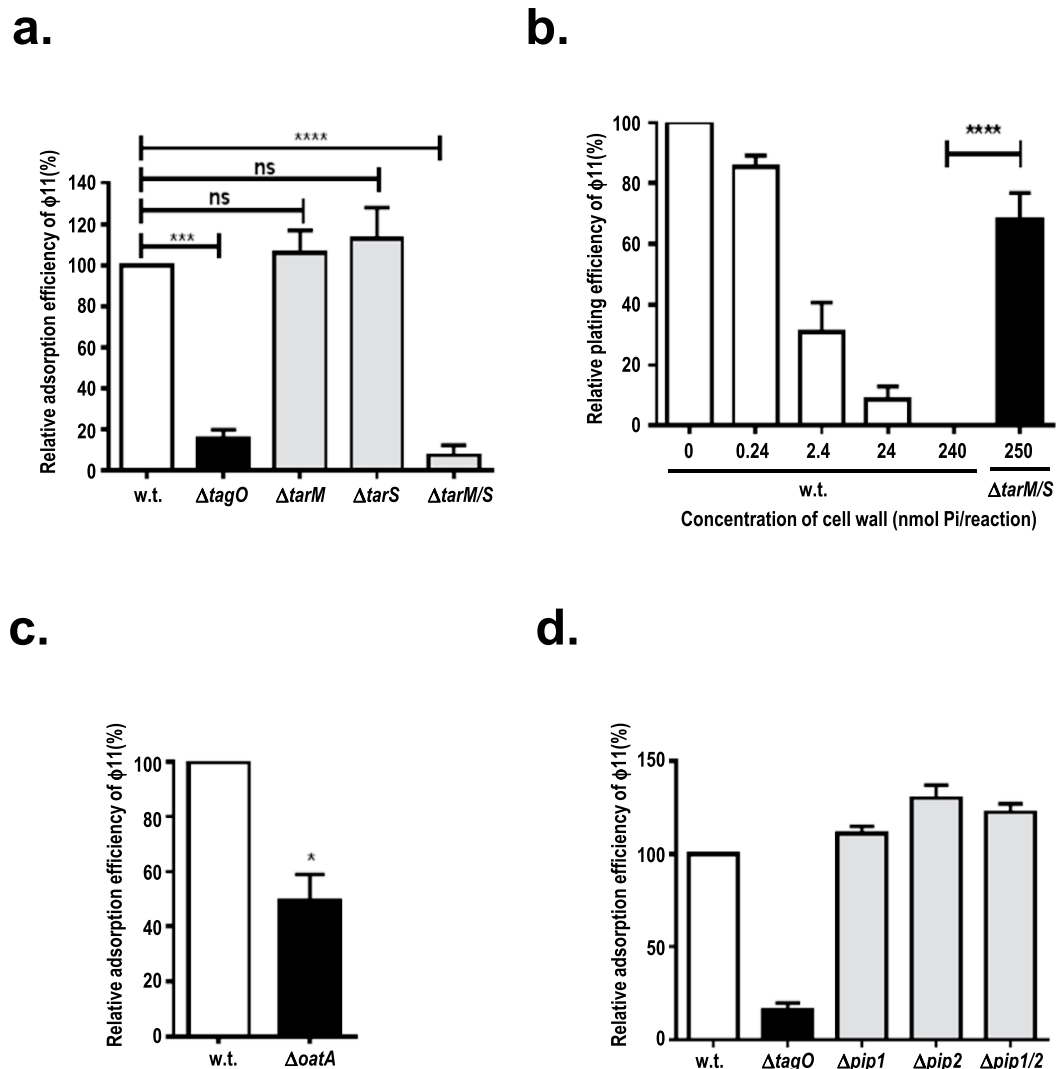 a.
****
ns
ns
***
Relative adsorption efficiency of ϕ11(%)
140
120
100
80
60
40
20
0
w.t. ΔtagO ΔtarM ΔtarS ΔtarM/S
b.
****
Relative plating efficiency of ϕ11(%)
100
80
60
40
20
0
0 0.24 2.4 24 240 250
w.t. ΔtarM/S
Concentration of cell wall (nmol Pi/reaction)
c.
*
Relative adsorption efficiency of ϕ11(%)
100
80
60
40
20
0
w.t. ΔoatA
d.
Relative adsorption efficiency of ϕ11(%)
150
100
50
0
w.t. ΔtagO Δpip1 Δpip2 Δpip1/2